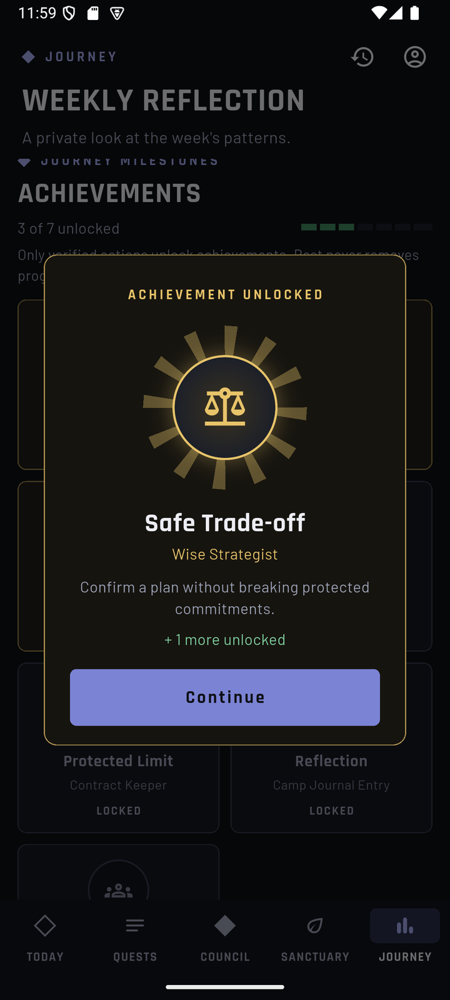 11:59
JOURNEY
WEEKLY REFLECTION
A private look at the week's patterns.
JOURNEY MILESTONES
ACHIEVEMENTS
3 of 7 unlocked
Only verified actions unlock achievements. Rest never removes
ACHIEVEMENT UNLOCKED
Safe Trade-off
Wise Strategist
Confirm a plan without breaking protected
commitments.
+ 1 more unlocked
Continue
Protected Limit
Reflection
Contract Keeper
Camp Journal Entry
LOCKED
LOCKED
TODAY
QUESTS
COUNCIL
SANCTUARY
JOURNEY